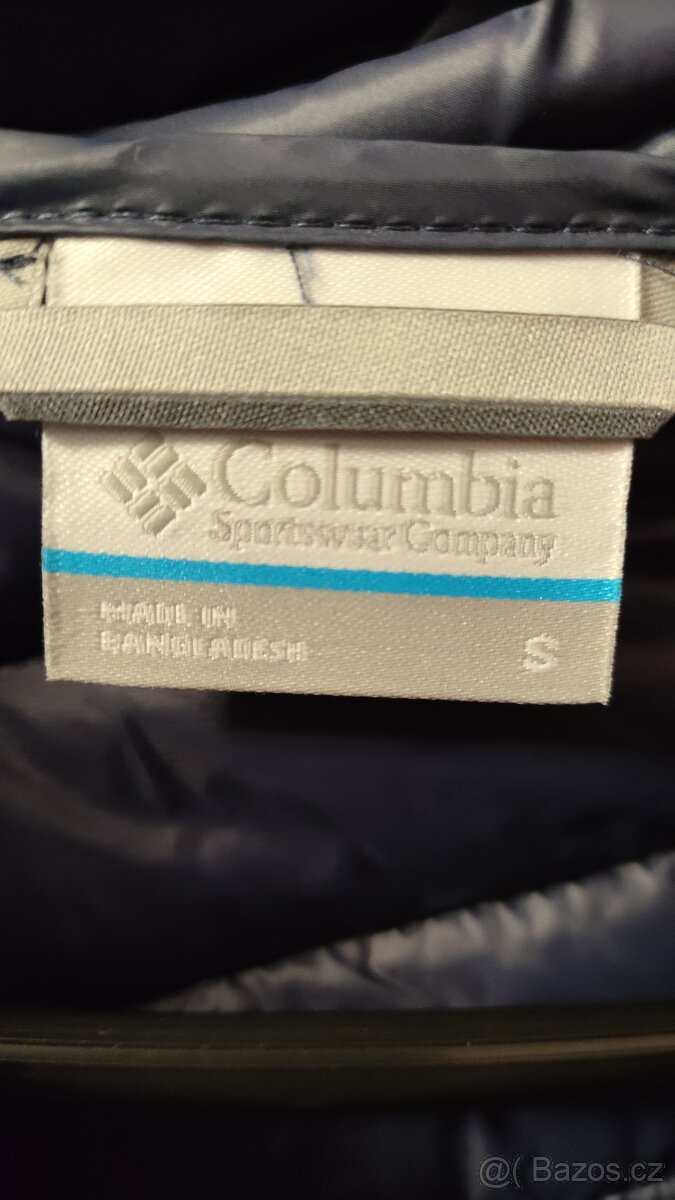 Columbia
Sportswear Company
MADE IN
BANGLADESH
S
@( Bazos.cz